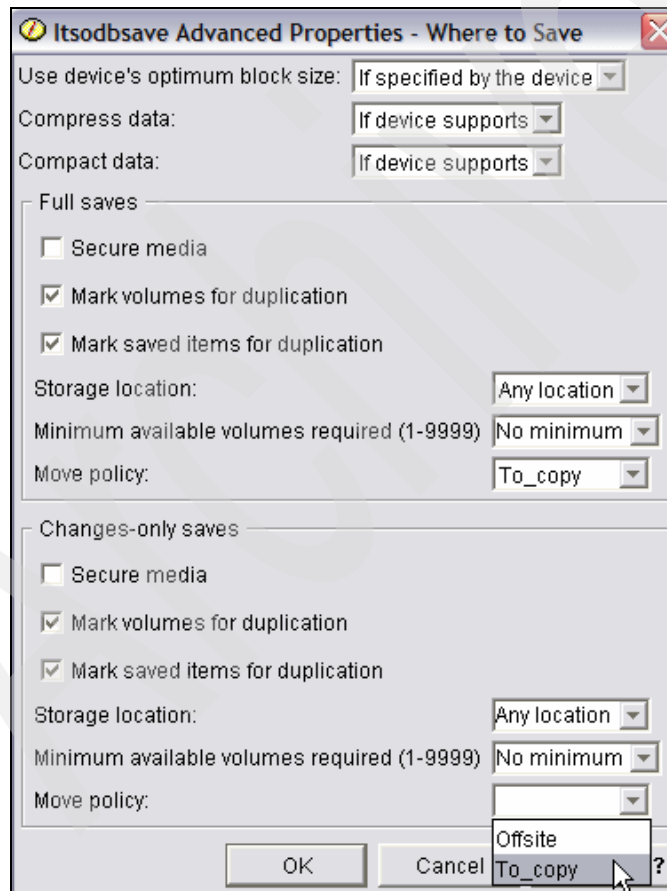 Itsodbsave Advanced Properties - Where to Save
Use device's optimum block size: If specified by the device
Compress data: If device supports
Compact data: If device supports
Full saves
Secure media
Mark volumes for duplication
Mark saved items for duplication
Storage location: Any location
Minimum available volumes required (1-9999) No minimum
Move policy: To_copy
Changes-only saves
Secure media
Mark volumes for duplication
Mark saved items for duplication
Storage location: Any location
Minimum available volumes required (1-9999) No minimum
Move policy:
Offsite
OK Cancel To_copy ?